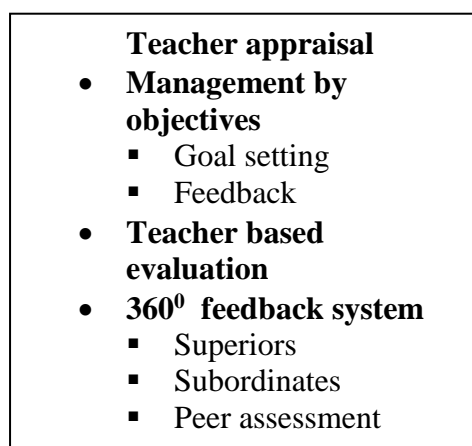 Teacher appraisal
• Management by
objectives
▪ Goal setting
▪ Feedback
• Teacher based
evaluation
• 360⁰ feedback system
▪ Superiors
▪ Subordinates
▪ Peer assessment